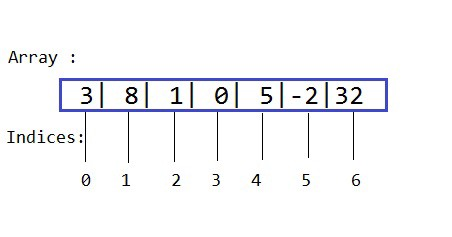 Array :
3| 8| 1| 0| 5|-2|32
Indices:
0 1 2 3 4 5 6